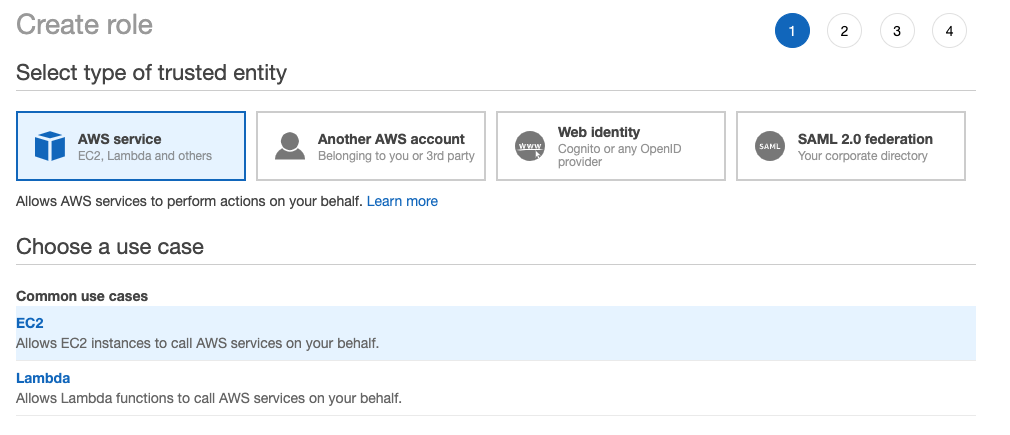 Create role
1 2 3 4
Select type of trusted entity
AWS service
EC2, Lambda and others
Another AWS account
Belonging to you or 3rd party
www
Web identity
Cognito or any OpenID
provider
SAML
SAML 2.0 federation
Your corporate directory
Allows AWS services to perform actions on your behalf. Learn more
Choose a use case
Common use cases
EC2
Allows EC2 instances to call AWS services on your behalf.
Lambda
Allows Lambda functions to call AWS services on your behalf.